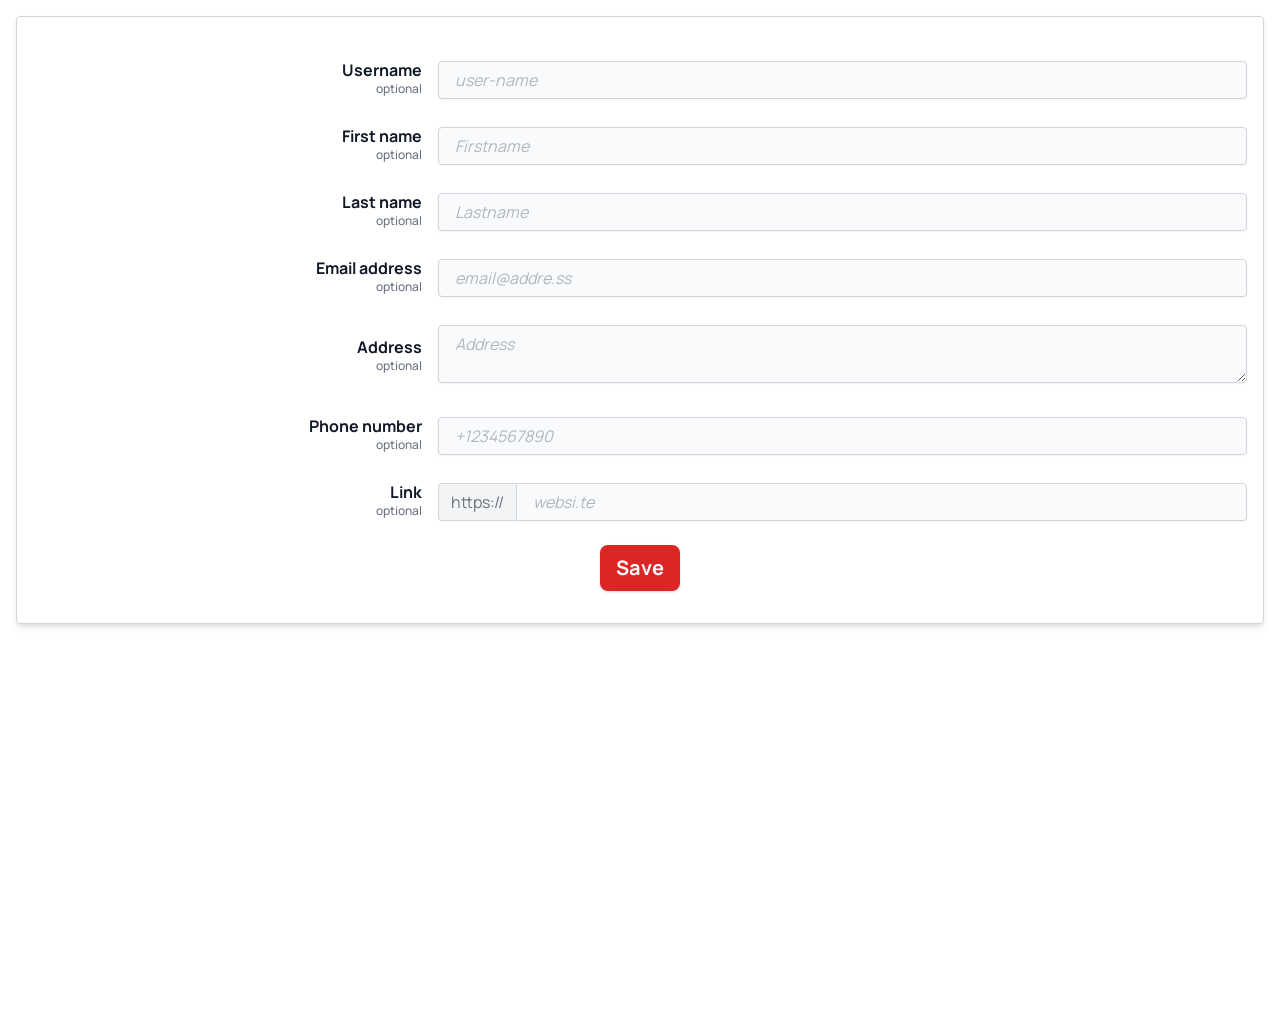 Username
optional
user-name
First name
optional
Firstname
Last name
optional
Lastname
Email address
optional
email@addre.ss
Address
optional
Address
Phone number
optional
+1234567890
Link
optional
https://
websi.te
Save